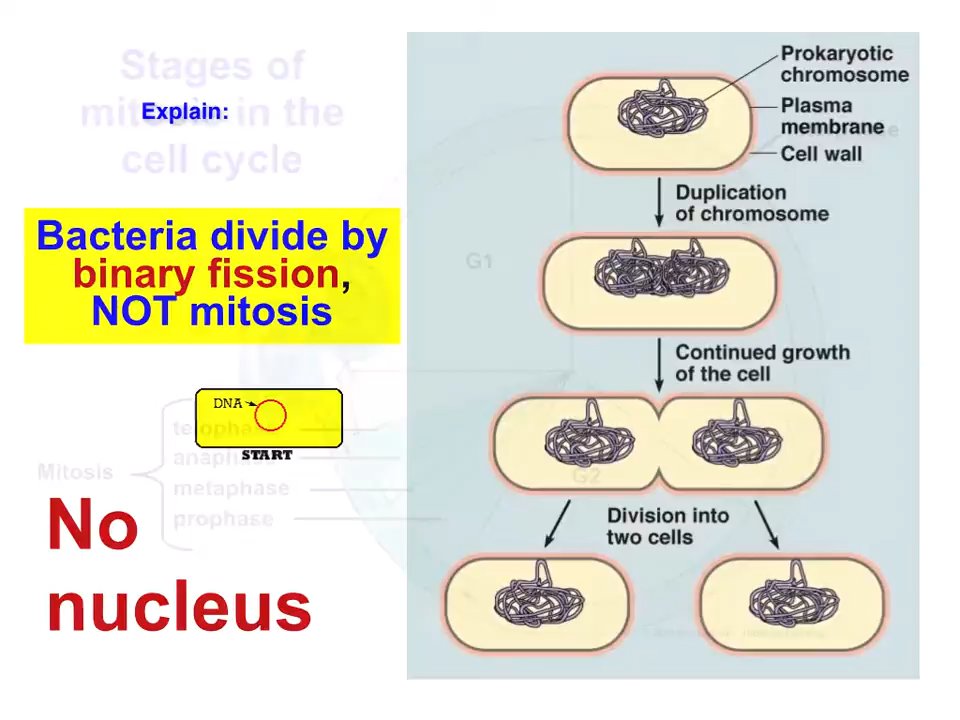 Stages of
mitosis in the
cell cycle
Explain:
Bacteria divide by
binary fission,
NOT mitosis
DNA
START
Mitosis
telophase
anaphase
metaphase
prophase
No
nucleus
Prokaryotic
chromosome
Plasma
membrane
Cell wall
Duplication
of chromosome
G1
Continued growth
of the cell
G2
Division into
two cells